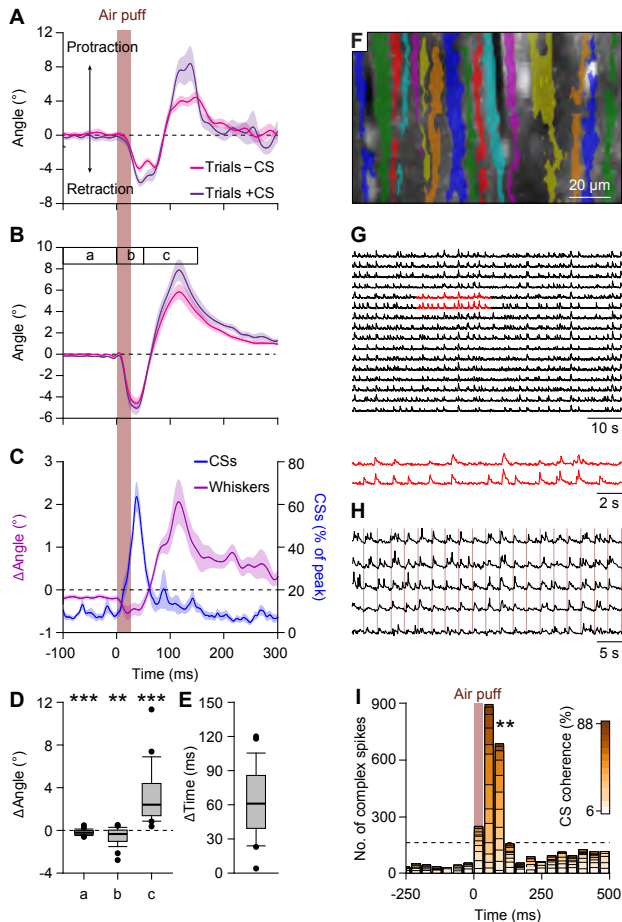 A
Air puff
12
8
4
0
-4
-8
Angle (°)
Protraction
Retraction
Trials – CS
Trials +CS
B
a
b
c
10
8
6
4
2
0
-2
-4
-6
Angle (°)
C
CSs
Whiskers
3
2
1
0
-1
ΔAngle (°)
80
60
40
20
0
CSs (% of peak)
-100
0
100
200
300
Time (ms)
D
***
**
***
12
8
4
0
-4
ΔAngle (°)
a
b
c
E
150
120
90
60
30
0
ΔTime (ms)
F
20 µm
G
10 s
2 s
H
5 s
I
Air puff
**
900
600
300
0
No. of complex spikes
88
6
CS coherence (%)
-250
0
250
500
Time (ms)